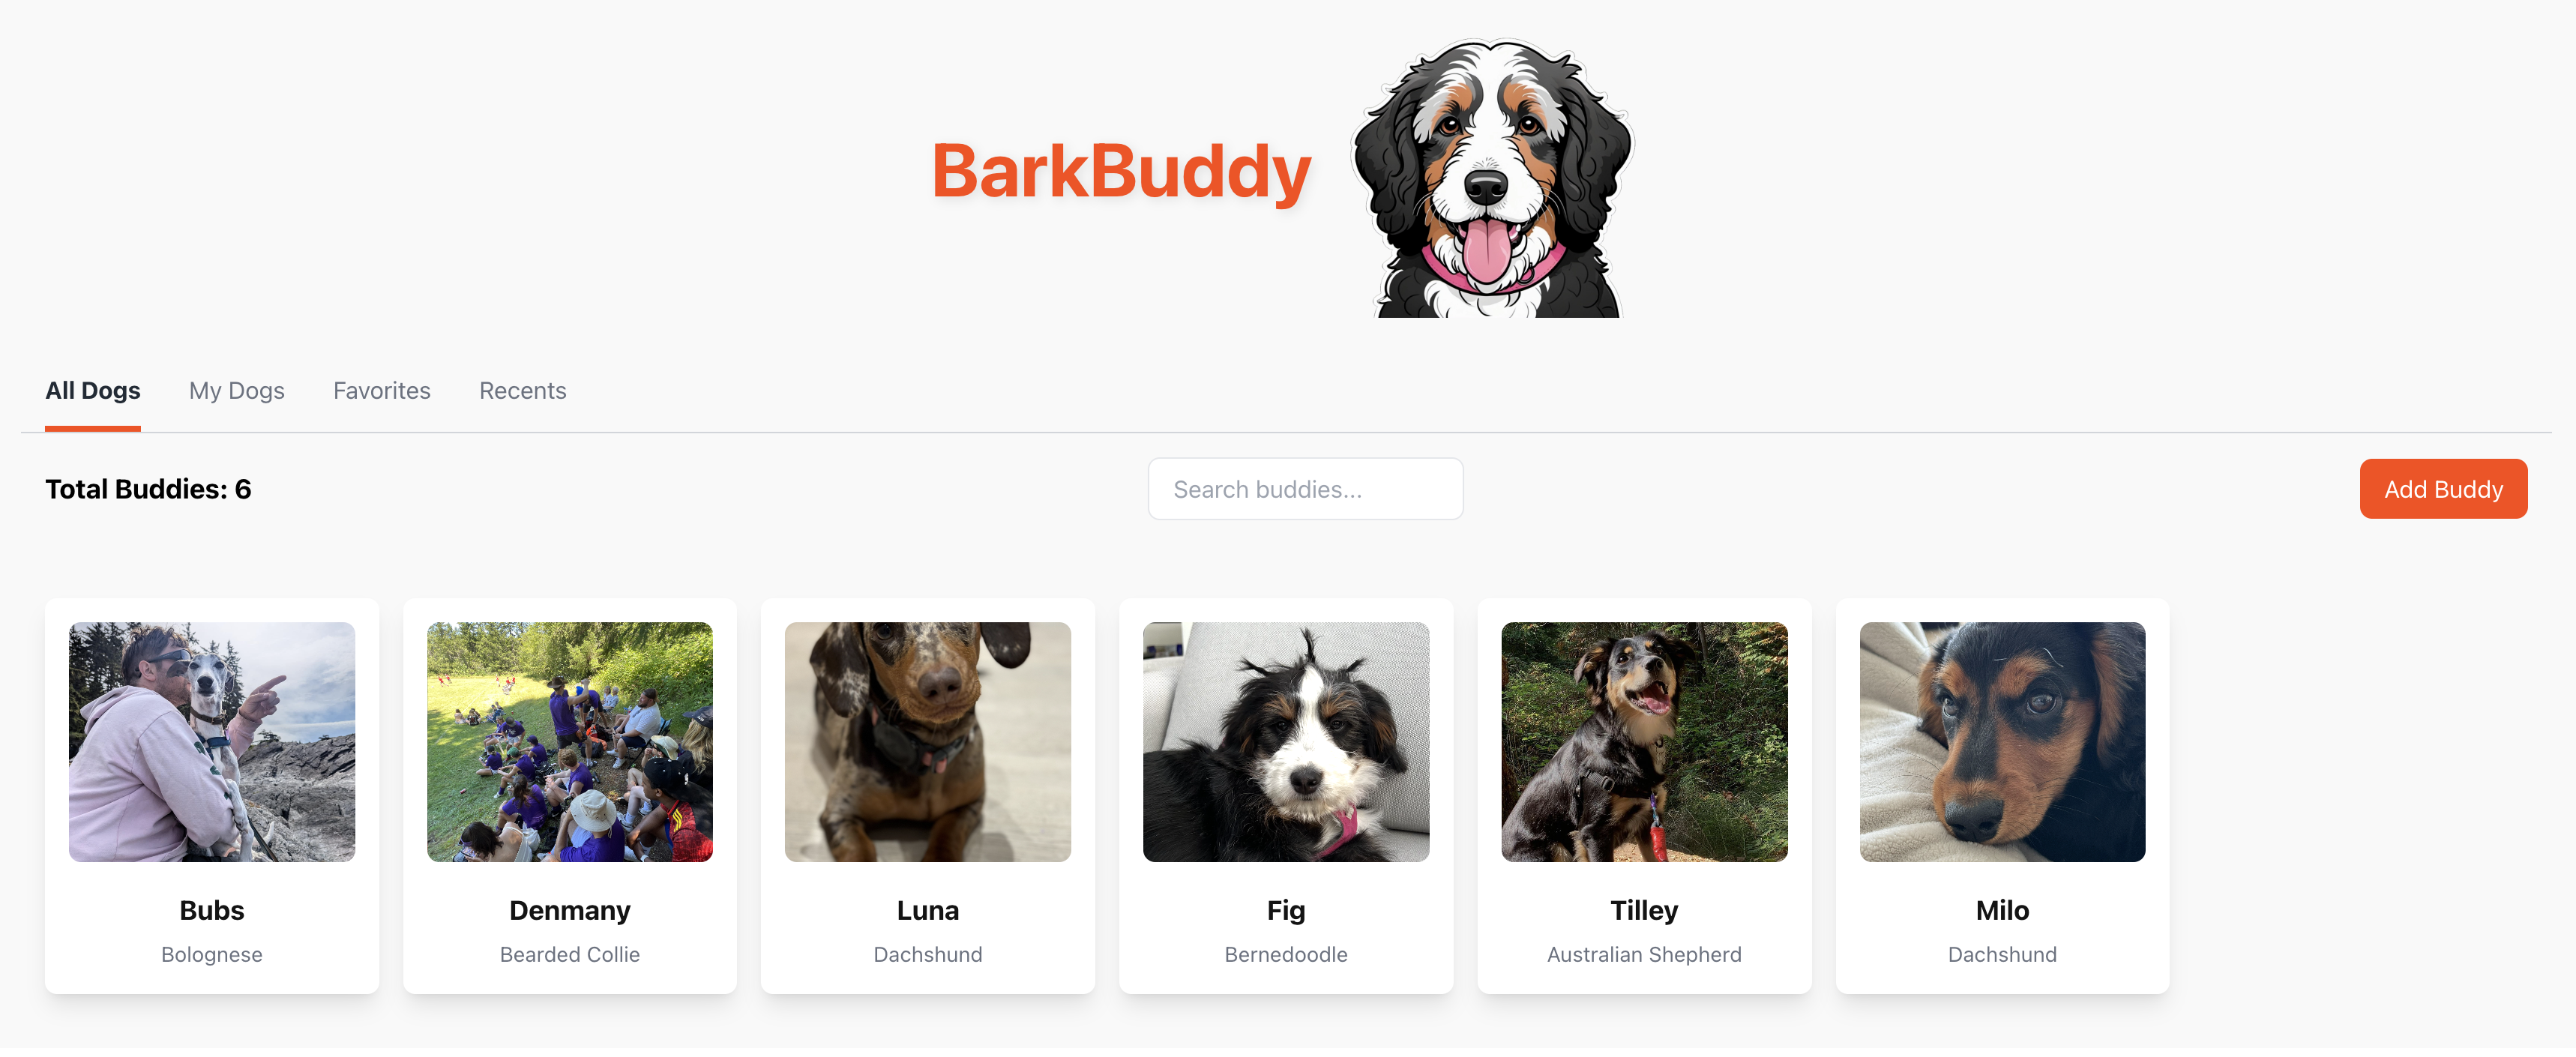 BarkBuddy
All Dogs My Dogs Favorites Recents
Total Buddies: 6 Search buddies... Add Buddy
Bubs Denmany Luna Fig Tilley Milo
Bolognese Bearded Collie Dachshund Bernedoodle Australian Shepherd Dachshund